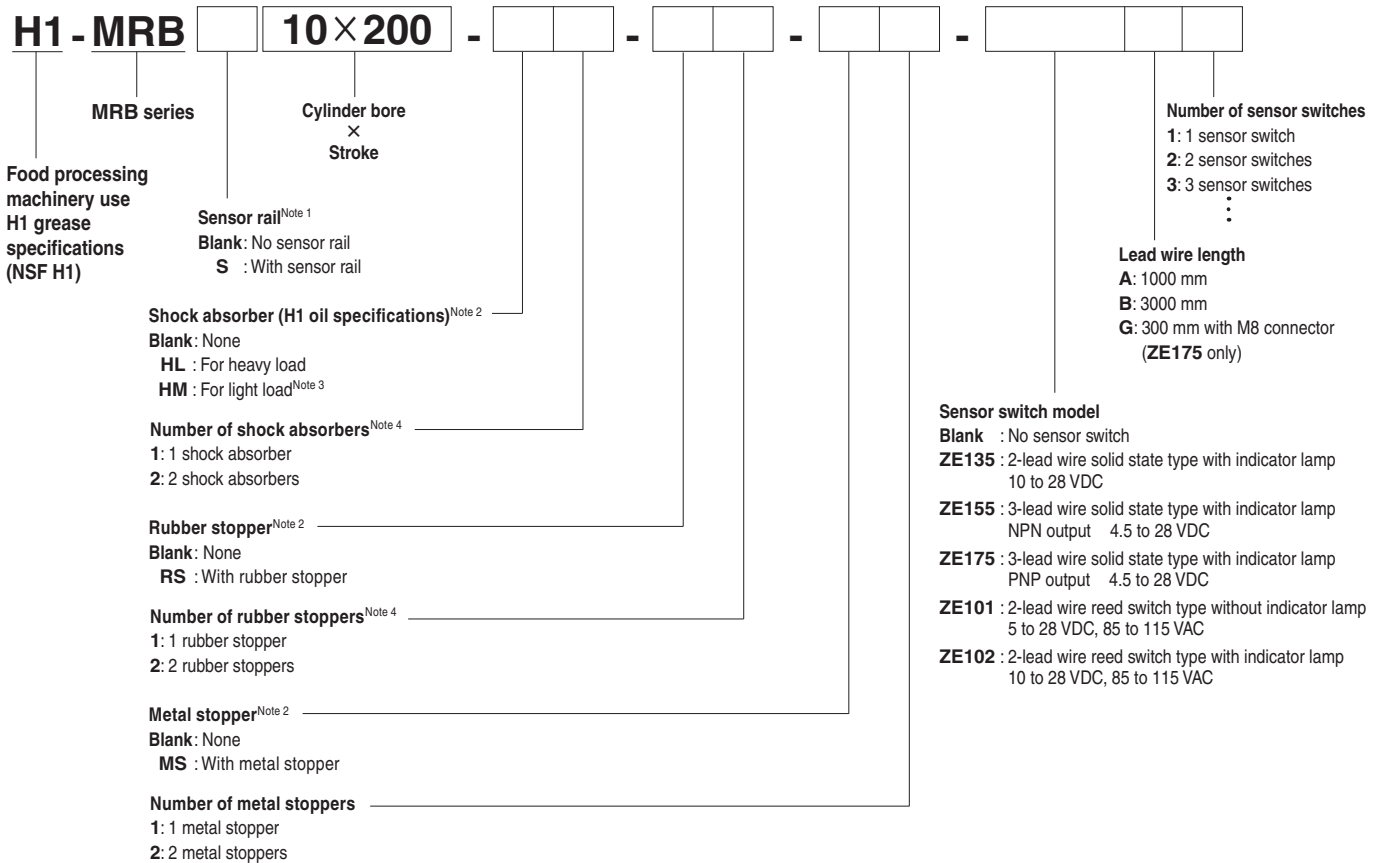 H1 - MRB 10×200 - - - -
MRB series
Cylinder bore
×
Stroke
Food processing
machinery use
H1 grease
specifications
(NSF H1)
Sensor rail Note 1
Blank: No sensor rail
S : With sensor rail
Shock absorber (H1 oil specifications) Note 2
Blank: None
HL : For heavy load
HM : For light load Note 3
Number of shock absorbers Note 4
1: 1 shock absorber
2: 2 shock absorbers
Rubber stopper Note 2
Blank: None
RS : With rubber stopper
Number of rubber stoppers Note 4
1: 1 rubber stopper
2: 2 rubber stoppers
Metal stopper Note 2
Blank: None
MS : With metal stopper
Number of metal stoppers
1: 1 metal stopper
2: 2 metal stoppers
Number of sensor switches
1: 1 sensor switch
2: 2 sensor switches
3: 3 sensor switches
⋮
Lead wire length
A: 1000 mm
B: 3000 mm
G: 300 mm with M8 connector
(ZE175 only)
Sensor switch model
Blank : No sensor switch
ZE135 : 2-lead wire solid state type with indicator lamp
10 to 28 VDC
ZE155 : 3-lead wire solid state type with indicator lamp
NPN output 4.5 to 28 VDC
ZE175 : 3-lead wire solid state type with indicator lamp
PNP output 4.5 to 28 VDC
ZE101 : 2-lead wire reed switch type without indicator lamp
5 to 28 VDC, 85 to 115 VAC
ZE102 : 2-lead wire reed switch type with indicator lamp
10 to 28 VDC, 85 to 115 VAC